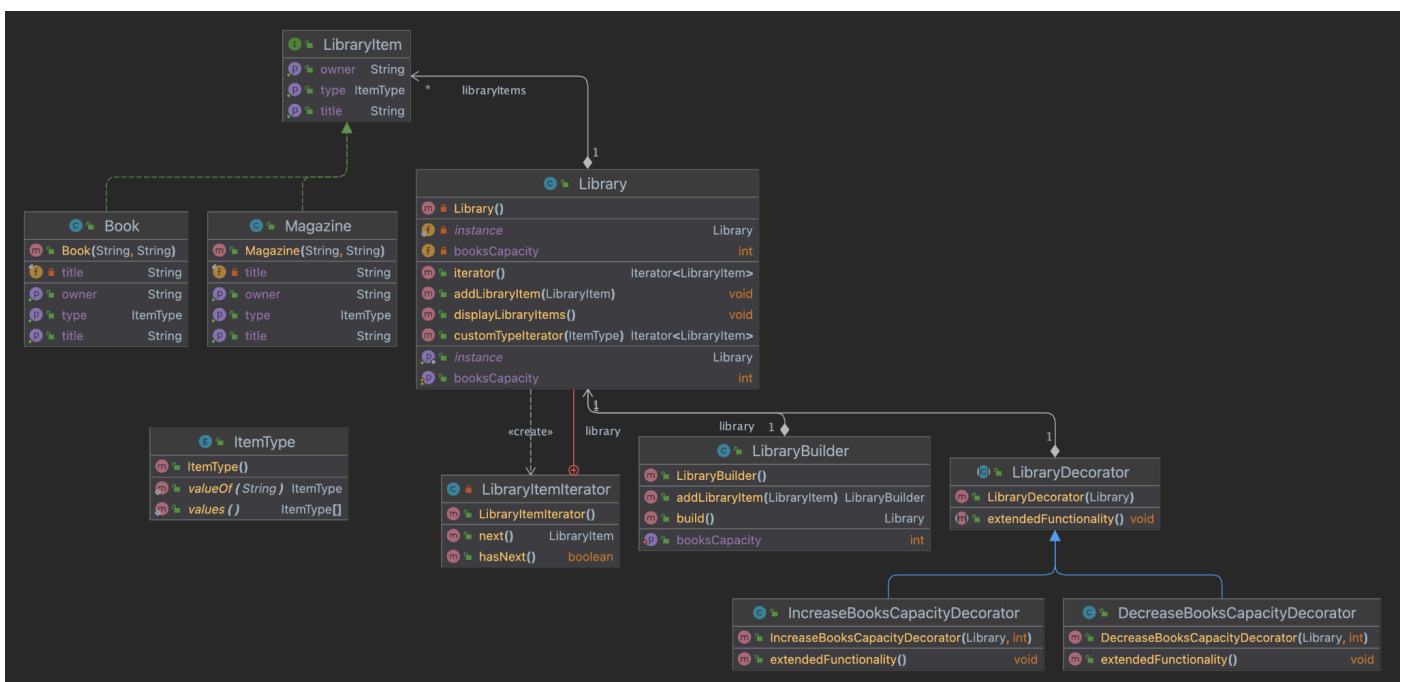 LibraryItem
owner String
type ItemType
title String
* libraryItems
1
Library
Library()
instance Library
booksCapacity int
iterator() Iterator<LibraryItem>
addLibraryItem(LibraryItem) void
displayLibraryItems() void
customTypeIterator(ItemType) Iterator<LibraryItem>
instance Library
booksCapacity int
Book
Book(String, String)
title String
owner String
type ItemType
title String
Magazine
Magazine(String, String)
title String
owner String
type ItemType
title String
ItemType
ItemType()
valueOf(String) ItemType
values() ItemType[]
«create»
library
1
library 1
1
LibraryItemIterator
LibraryItemIterator()
next() LibraryItem
hasNext() boolean
LibraryBuilder
LibraryBuilder()
addLibraryItem(LibraryItem) LibraryBuilder
build() Library
booksCapacity int
LibraryDecorator
LibraryDecorator(Library)
extendedFunctionality() void
IncreaseBooksCapacityDecorator
IncreaseBooksCapacityDecorator(Library, int)
extendedFunctionality() void
DecreaseBooksCapacityDecorator
DecreaseBooksCapacityDecorator(Library, int)
extendedFunctionality() void